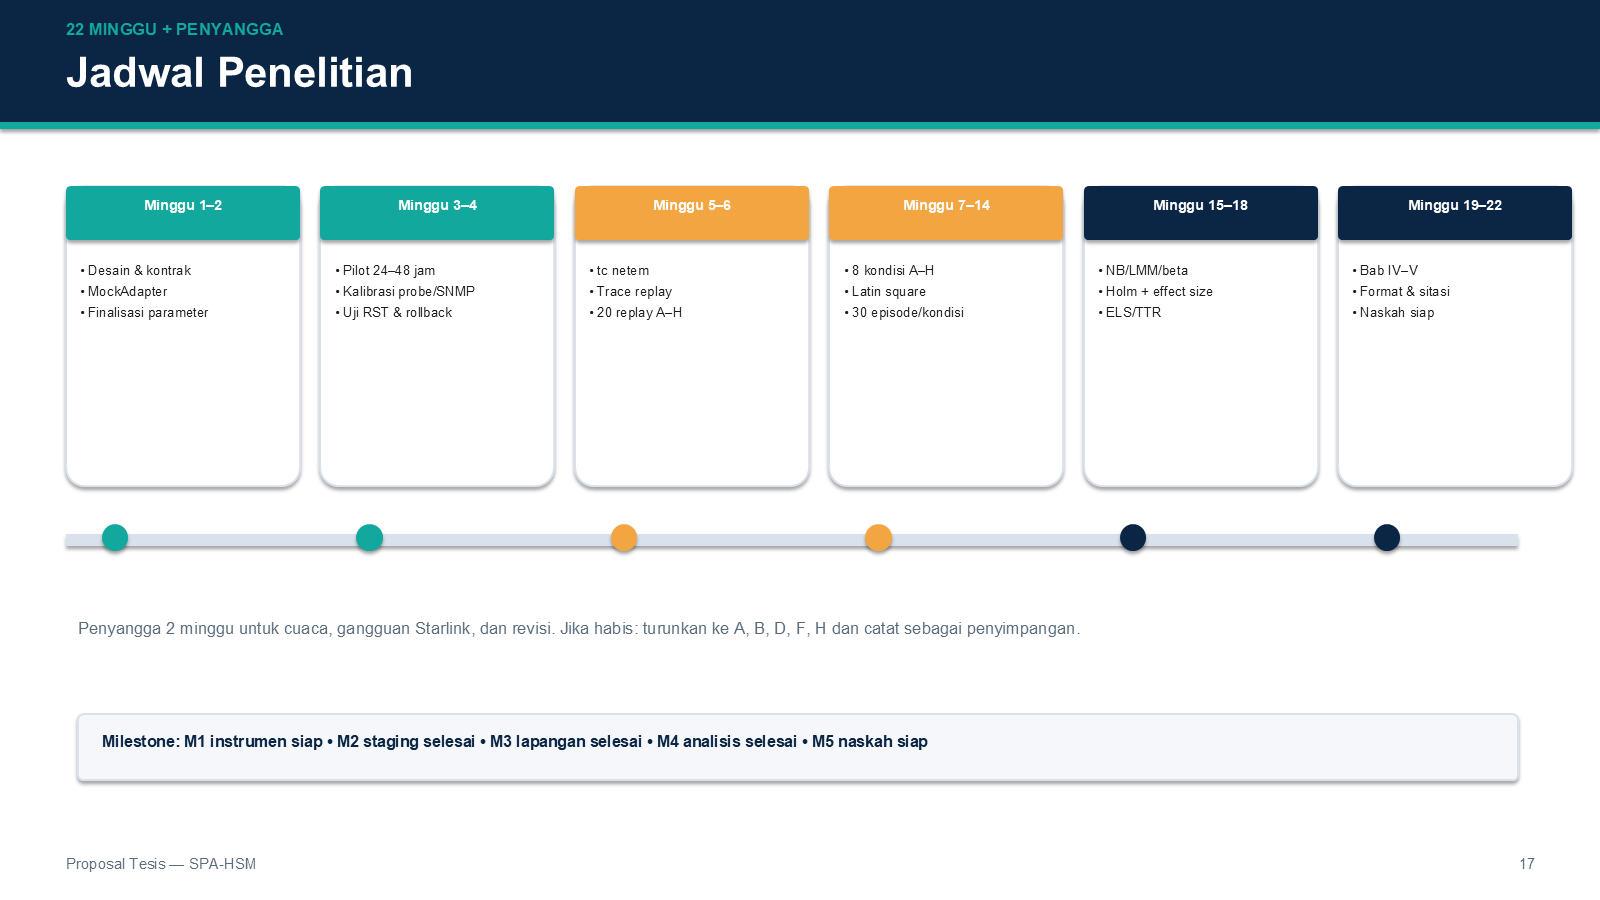 22 MINGGU + PENYANGGA
Jadwal Penelitian
Minggu 1–2
• Desain & kontrak
• MockAdapter
• Finalisasi parameter
Minggu 3–4
• Pilot 24–48 jam
• Kalibrasi probe/SNMP
• Uji RST & rollback
Minggu 5–6
• tc netem
• Trace replay
• 20 replay A–H
Minggu 7–14
• 8 kondisi A–H
• Latin square
• 30 episode/kondisi
Minggu 15–18
• NB/LMM/beta
• Holm + effect size
• ELS/TTR
Minggu 19–22
• Bab IV–V
• Format & sitasi
• Naskah siap
Penyangga 2 minggu untuk cuaca, gangguan Starlink, dan revisi. Jika habis: turunkan ke A, B, D, F, H dan catat sebagai penyimpangan.
Milestone: M1 instrumen siap • M2 staging selesai • M3 lapangan selesai • M4 analisis selesai • M5 naskah siap
Proposal Tesis — SPA-HSM
17